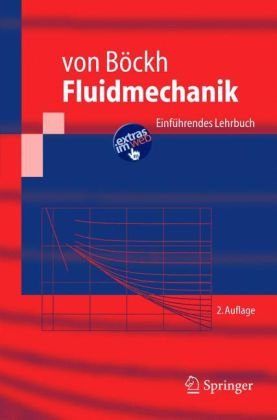 von Böckh
Fluidmechanik
Einführendes Lehrbuch
extras
im web
2. Auflage
Springer